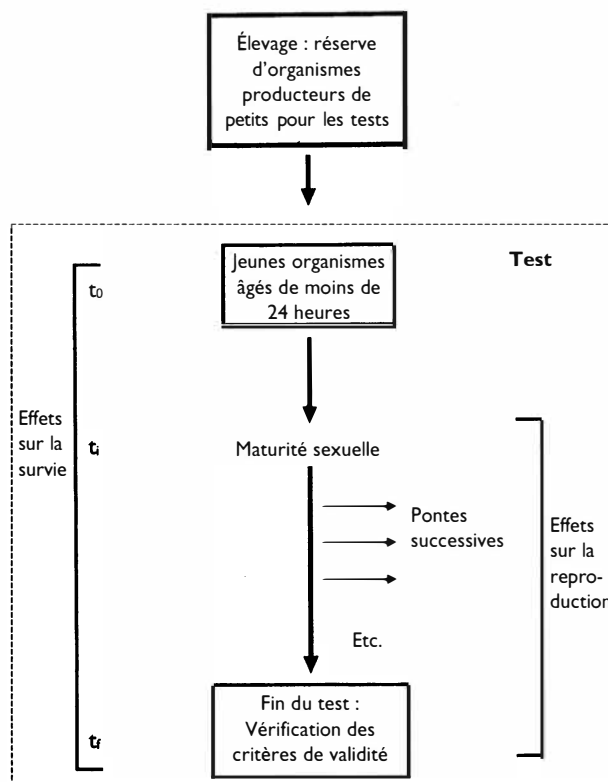 Élevage : réserve
d'organismes
producteurs de
petits pour les tests
Test
Jeunes organismes
âgés de moins de
24 heures
t0
Effets
sur la
survie
ti
Maturité sexuelle
Pontes
successives
Effets
sur la
repro-
duction
Etc.
Fin du test :
Vérification des
critères de validité
tf